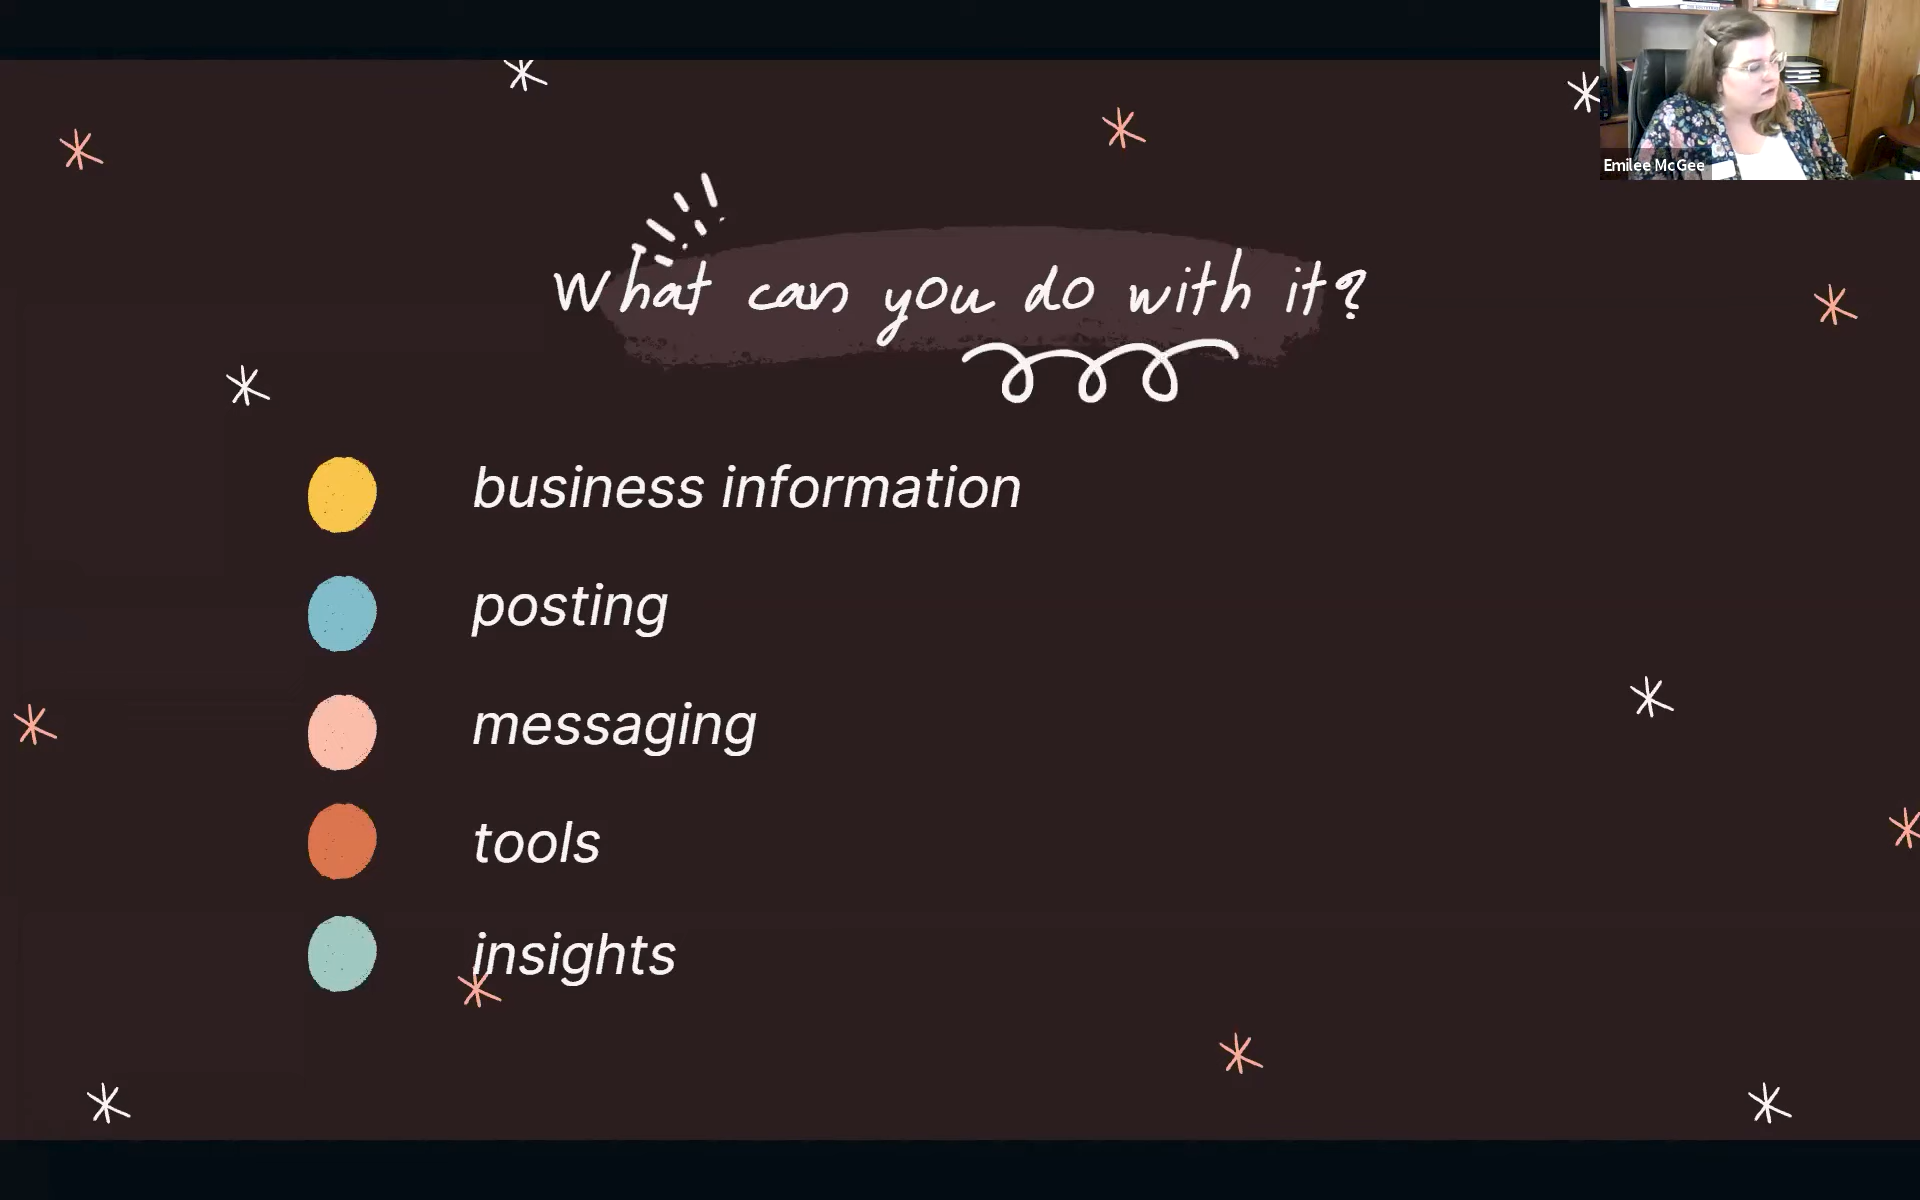 Emilee McGee
What can you do with it?
business information
posting
messaging
tools
insights